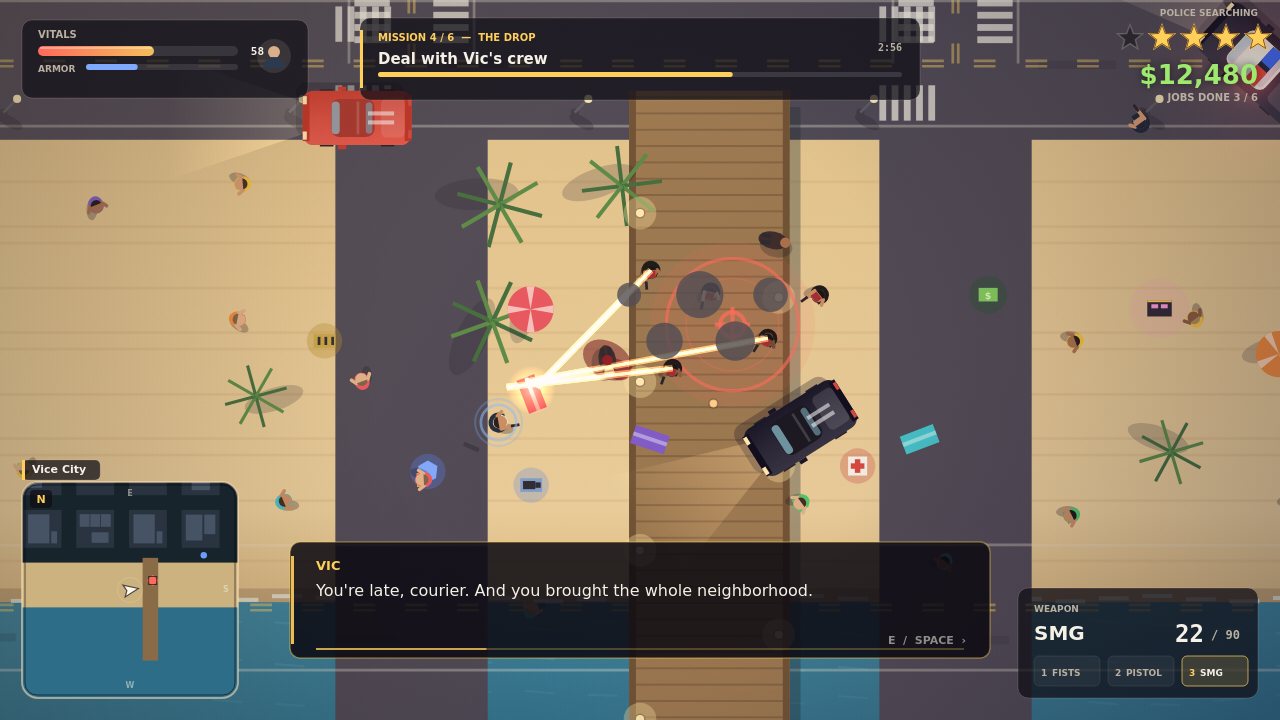 VITALS
58
ARMOR
MISSION 4 / 6 — THE DROP
Deal with Vic's crew
2:56
POLICE SEARCHING
$12,480
JOBS DONE 3 / 6
$
Vice City
N
E
S
W
VIC
You're late, courier. And you brought the whole neighborhood.
E / SPACE ›
WEAPON
SMG
22 / 90
1 FISTS
2 PISTOL
3 SMG